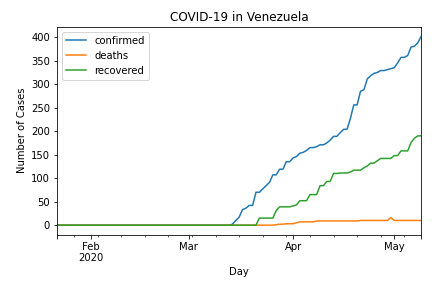 COVID-19 in Venezuela
confirmed
deaths
recovered
Number of Cases
400
350
300
250
200
150
100
50
0
Feb
2020
Mar
Apr
May
Day